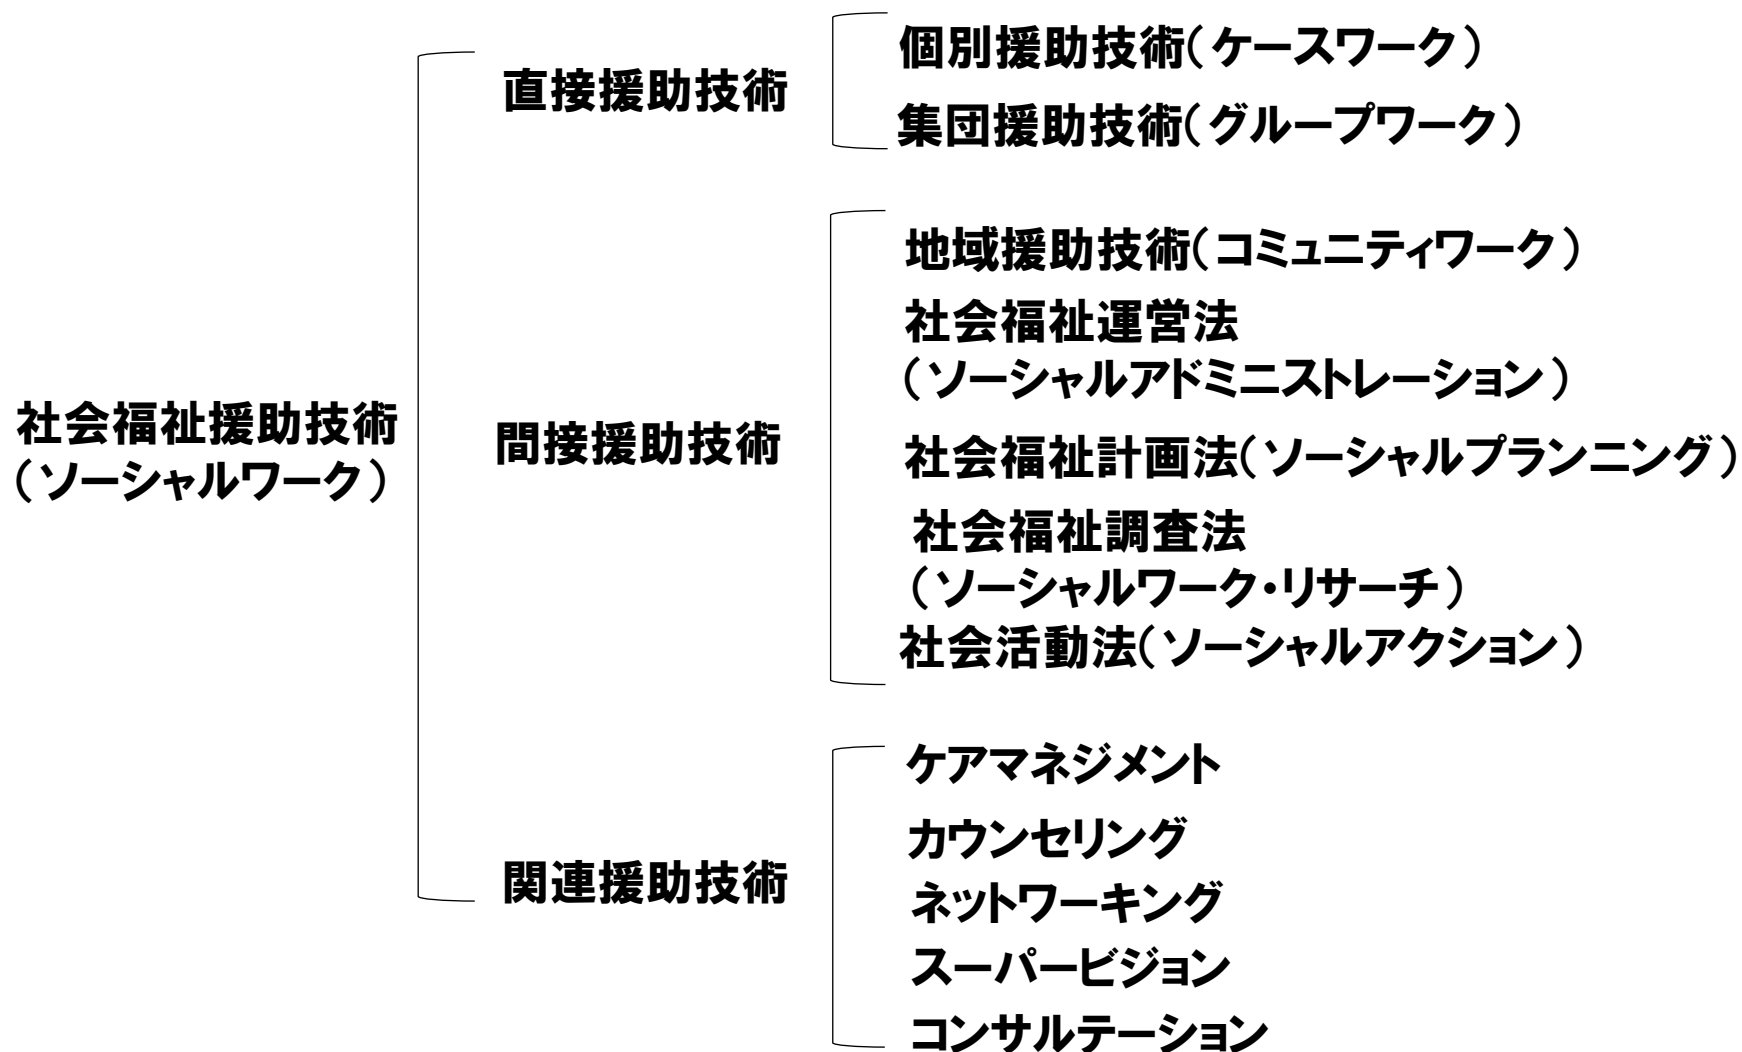 社会福祉援助技術
（ソーシャルワーク）
直接援助技術
個別援助技術（ケースワーク）
集団援助技術（グループワーク）
間接援助技術
地域援助技術（コミュニティワーク）
社会福祉運営法
（ソーシャルアドミニストレーション）
社会福祉計画法（ソーシャルプランニング）
社会福祉調査法
（ソーシャルワーク・リサーチ）
社会活動法（ソーシャルアクション）
関連援助技術
ケアマネジメント
カウンセリング
ネットワーキング
スーパービジョン
コンサルテーション